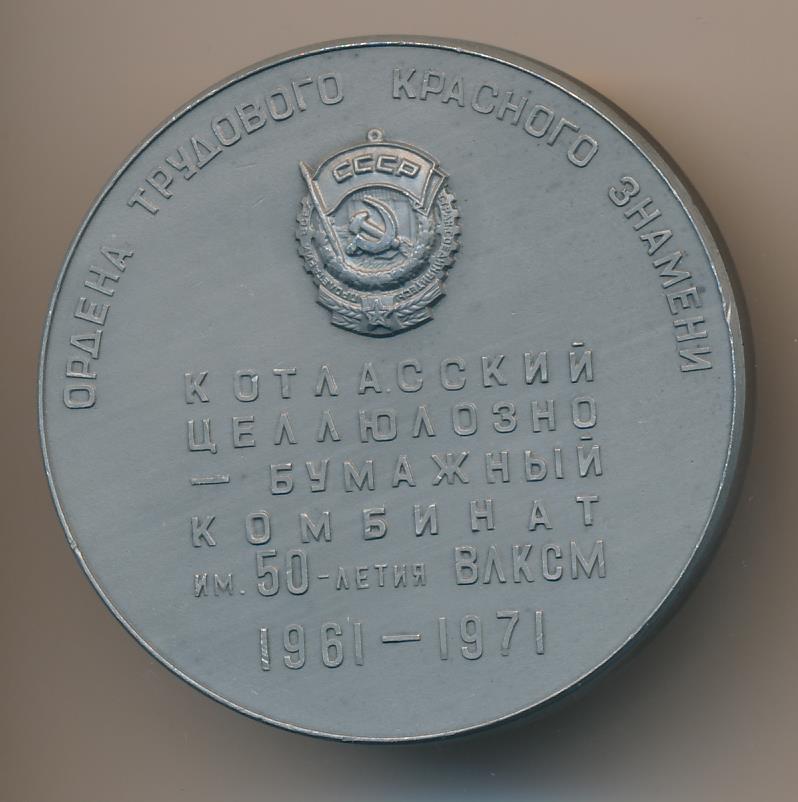 ОРДЕНА ТРУДОВОГО КРАСНОГО ЗНАМЕНИ
СССР
КОТЛАССКИЙ
ЦЕЛЛЮЛОЗНО
— БУМАЖНЫЙ
КОМБИНАТ
ИМ. 50-ЛЕТИЯ ВЛКСМ
1961 — 1971